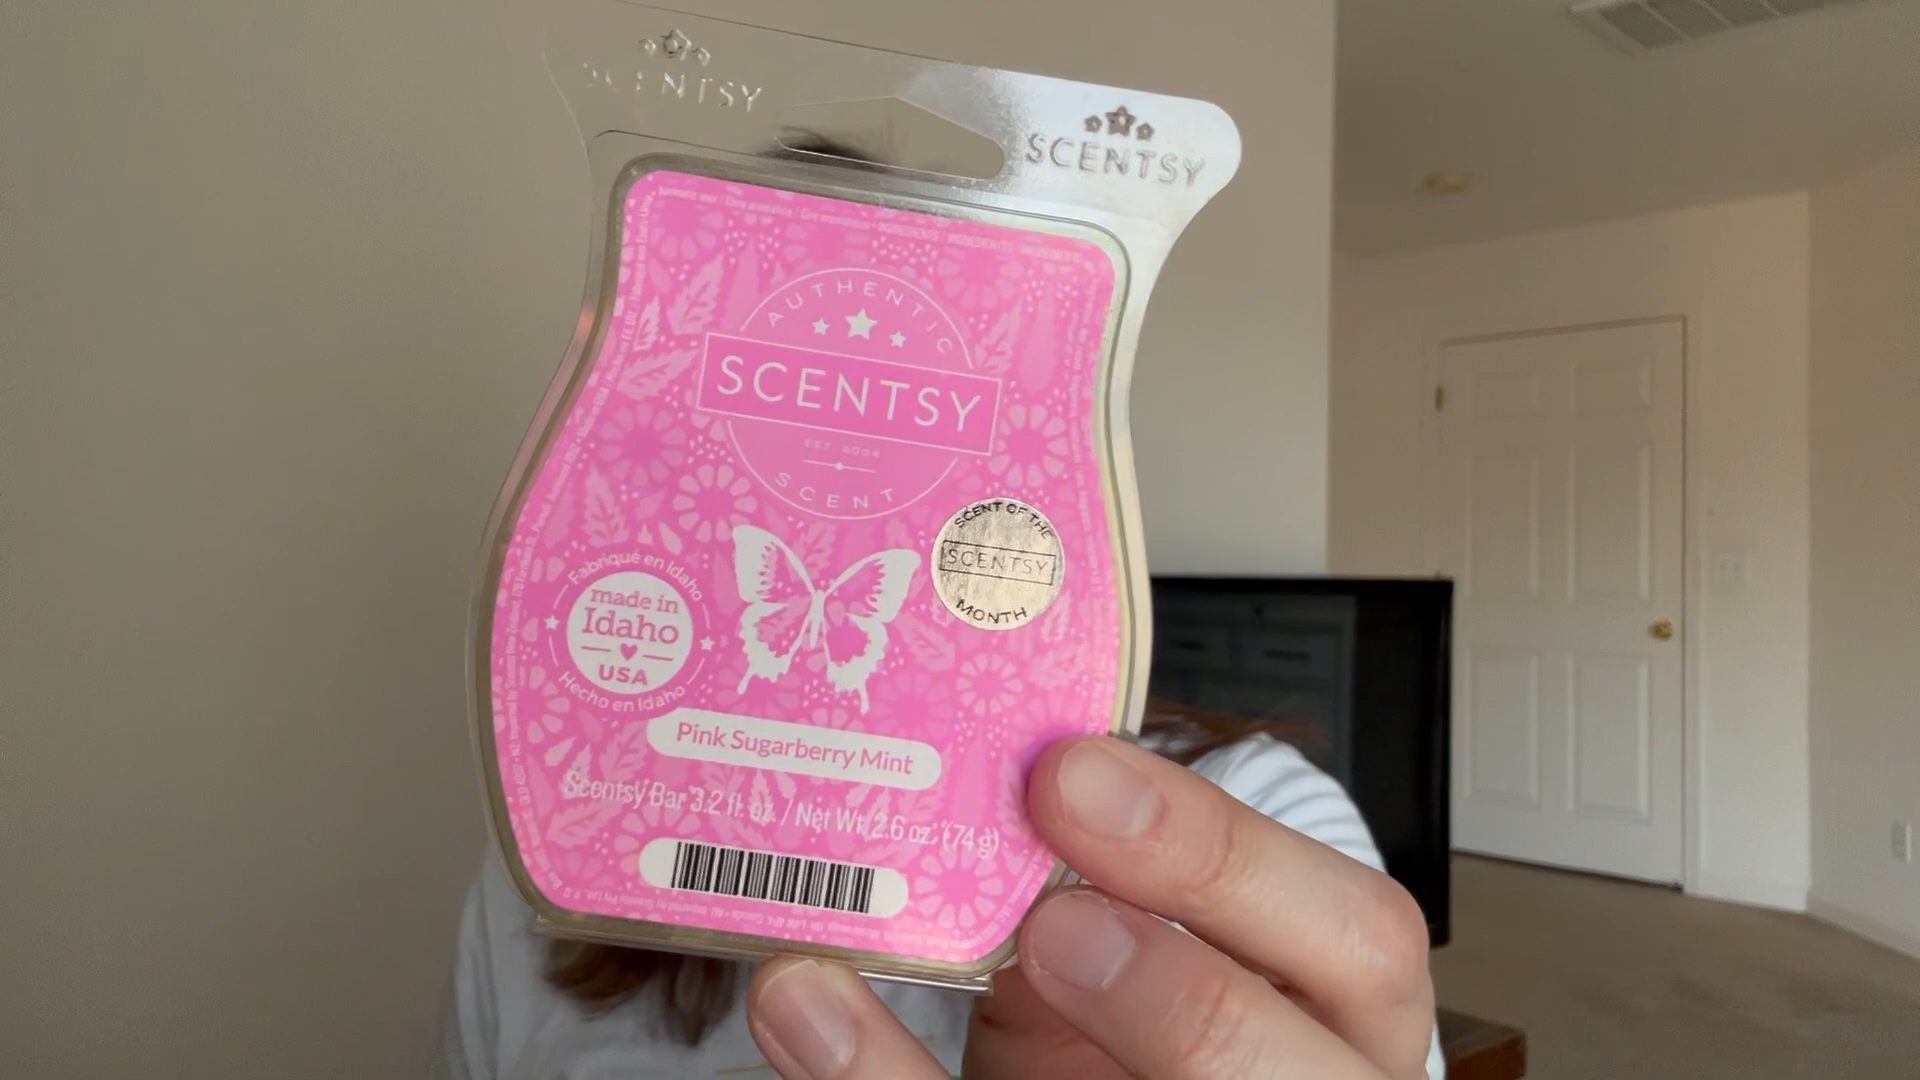 SCENTSY
SCENTSY
AUTHENTIC
SCENTSY
EST. 2004
SCENT
SCENT OF THE
SCENTSY
MONTH
Fabriqué en Idaho
made in
Idaho
USA
Hecho en Idaho
Pink Sugarberry Mint
Scentsy Bar 3.2 fl. oz. / Net Wt. 2.6 oz. (74 g)